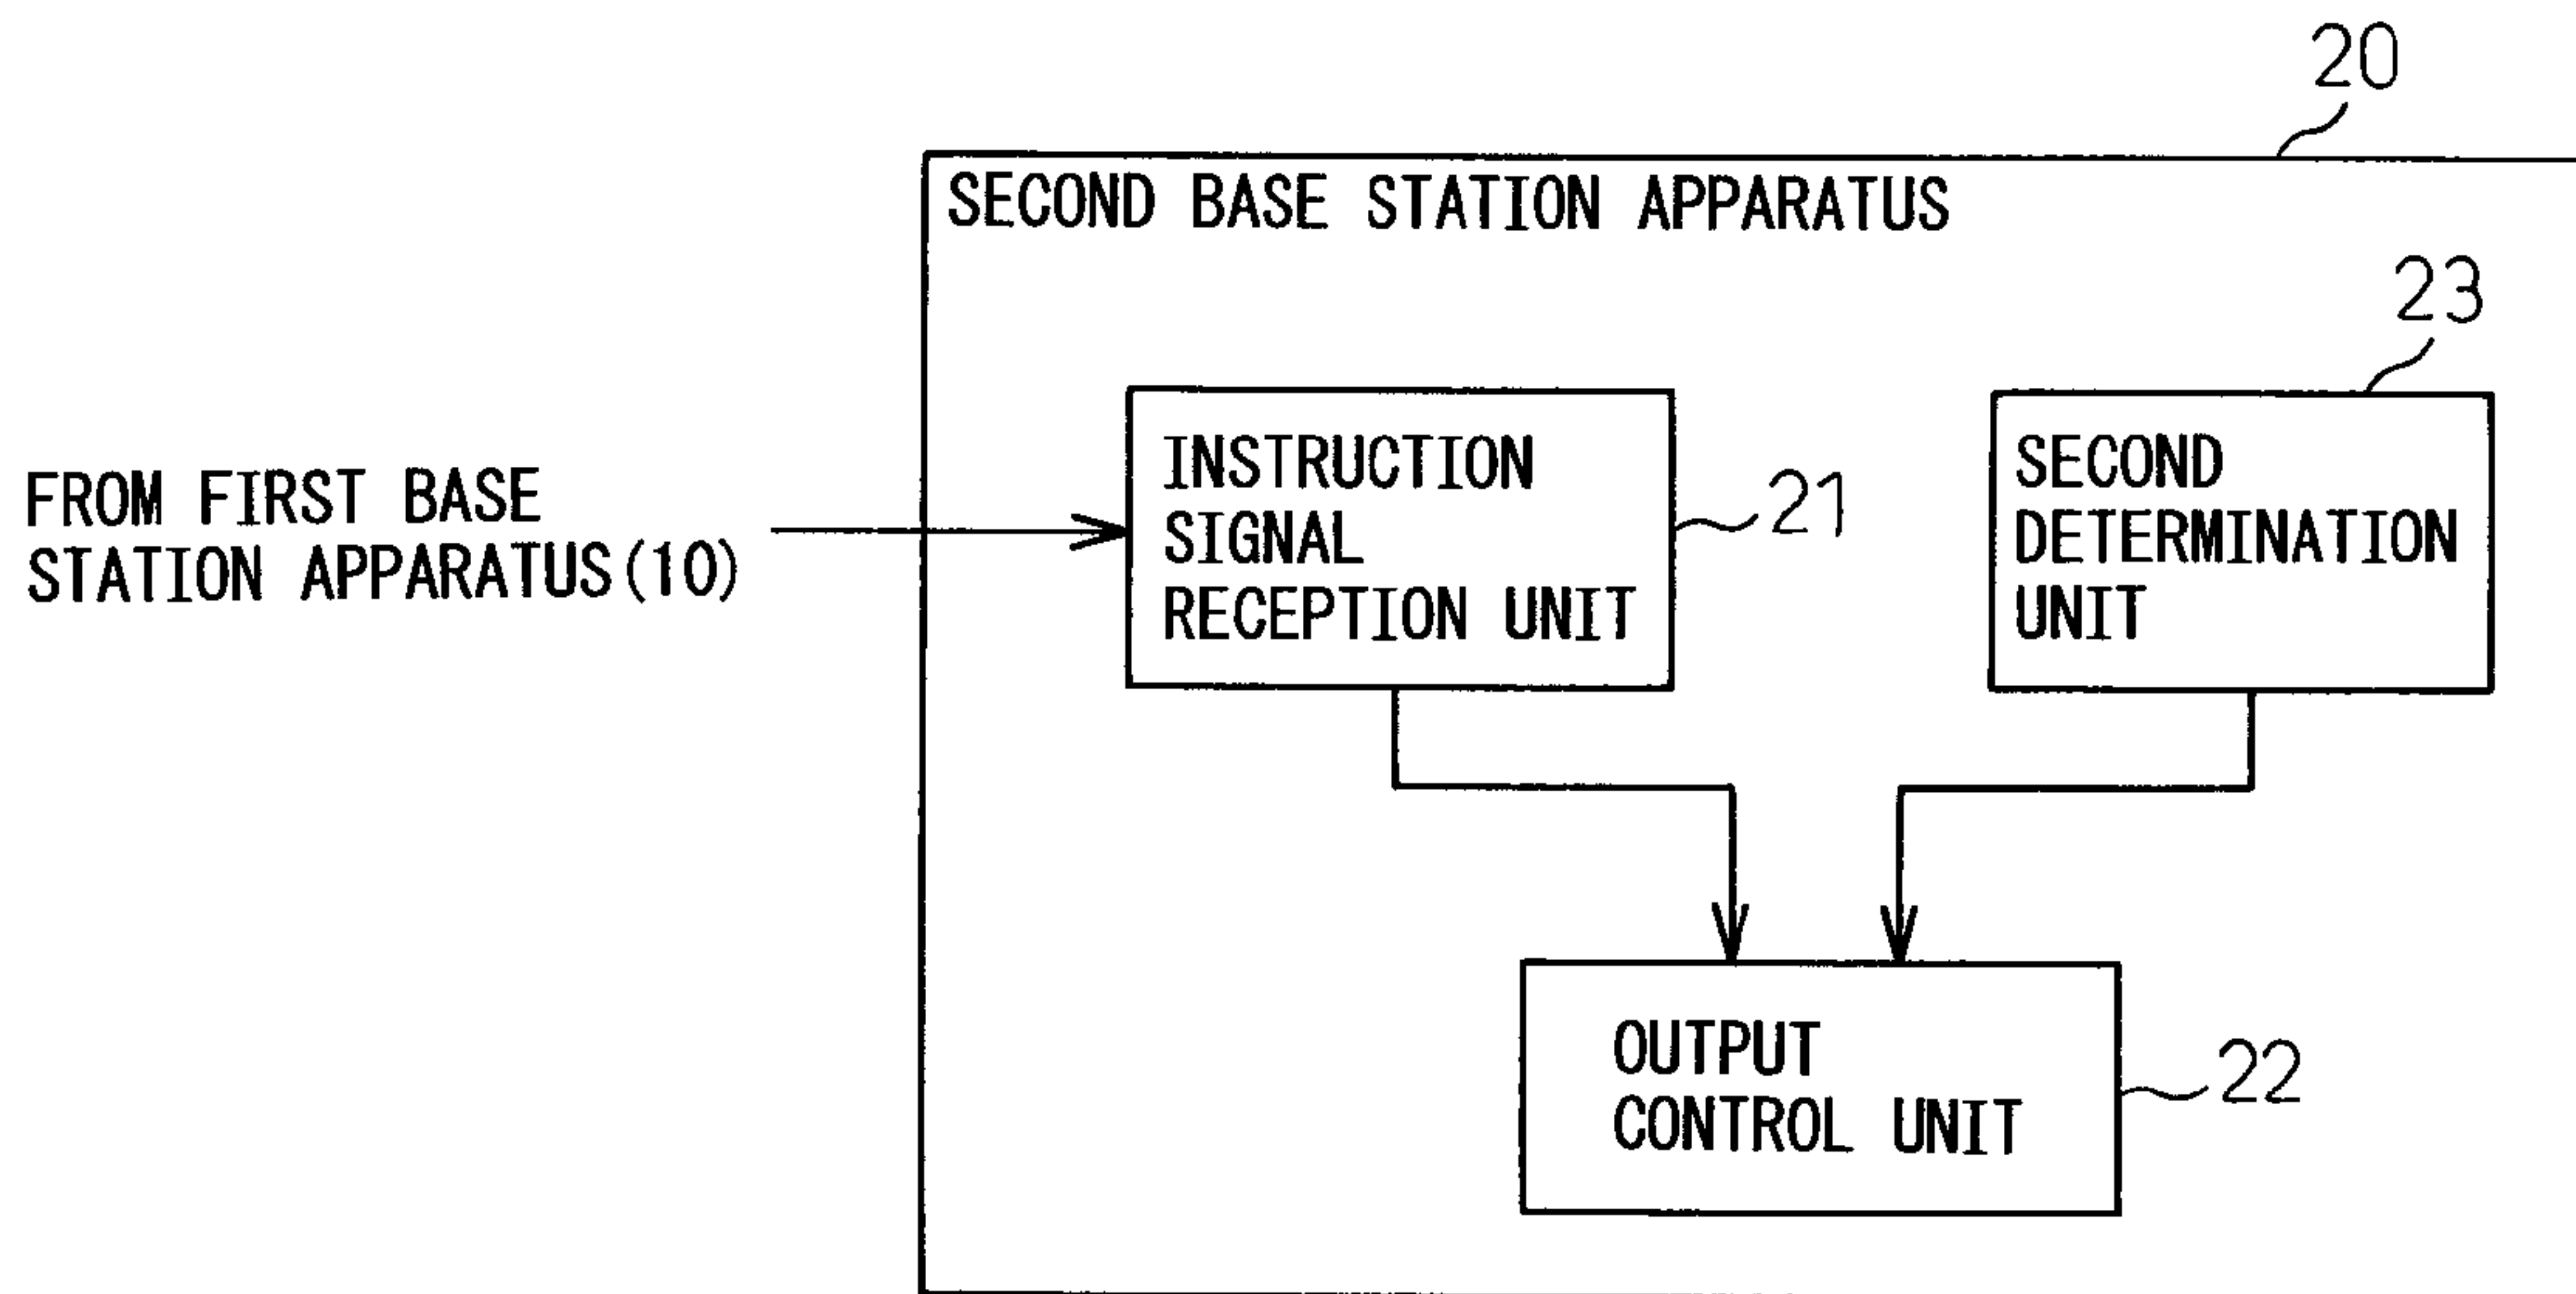 20
SECOND BASE STATION APPARATUS
23
INSTRUCTION
SIGNAL
RECEPTION UNIT
21
SECOND
DETERMINATION
UNIT
FROM FIRST BASE
STATION APPARATUS(10)
OUTPUT
CONTROL UNIT
22